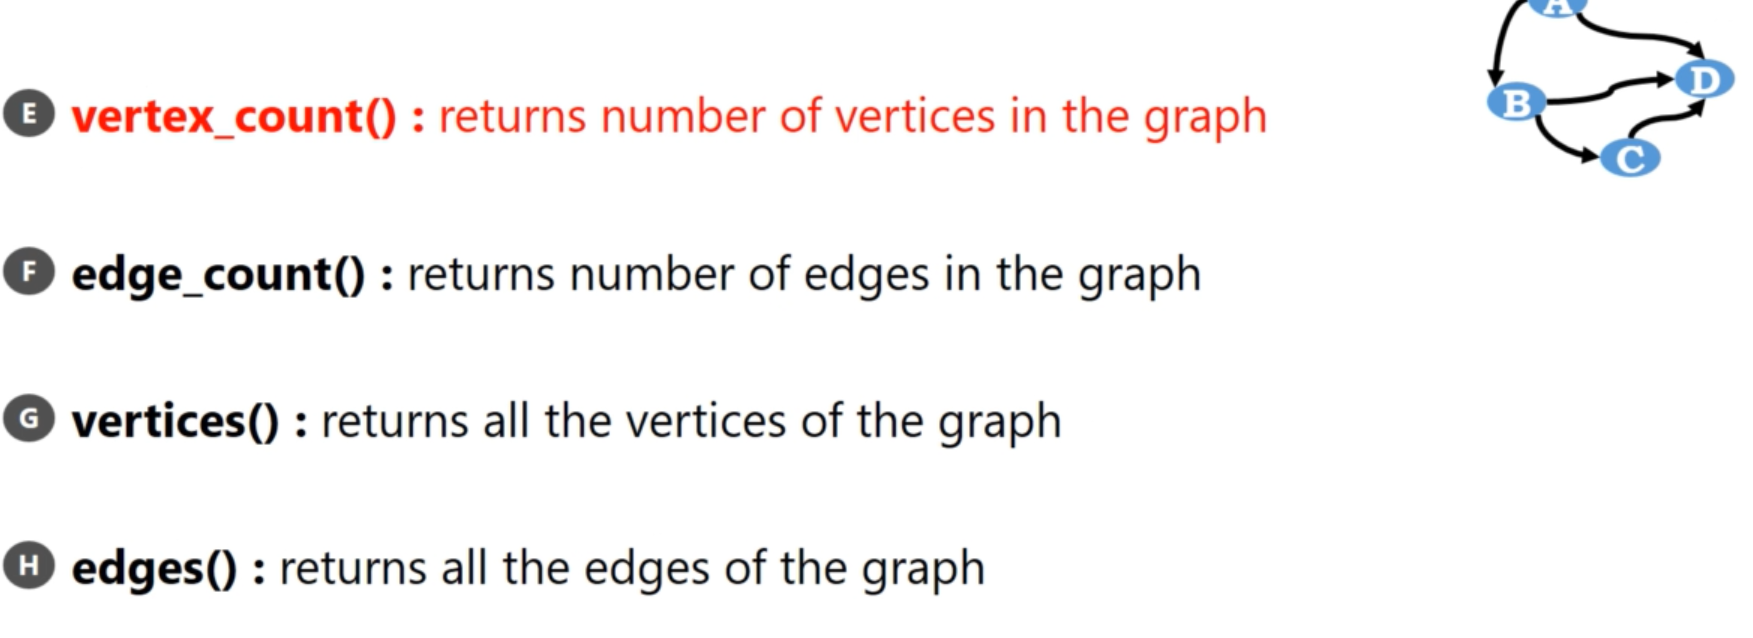 A
E vertex_count() : returns number of vertices in the graph
B
D
C
F edge_count() : returns number of edges in the graph
G vertices() : returns all the vertices of the graph
H edges() : returns all the edges of the graph